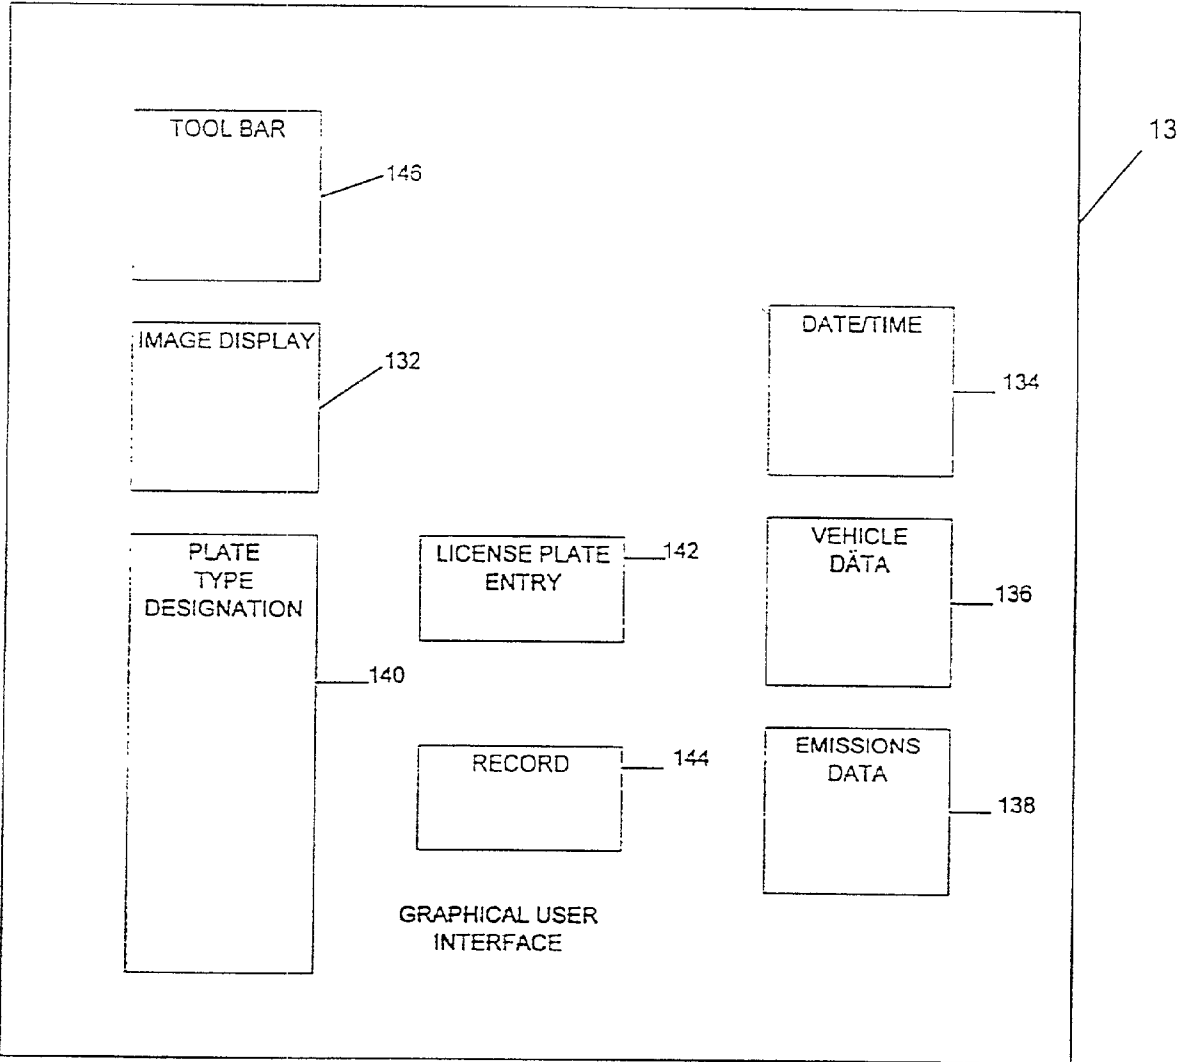 TOOL BAR
146
13
IMAGE DISPLAY
132
DATE/TIME
134
PLATE
TYPE
DESIGNATION
140
LICENSE PLATE
ENTRY
142
VEHICLE
DÄTA
136
RECORD
144
EMISSIONS
DATA
138
GRAPHICAL USER
INTERFACE